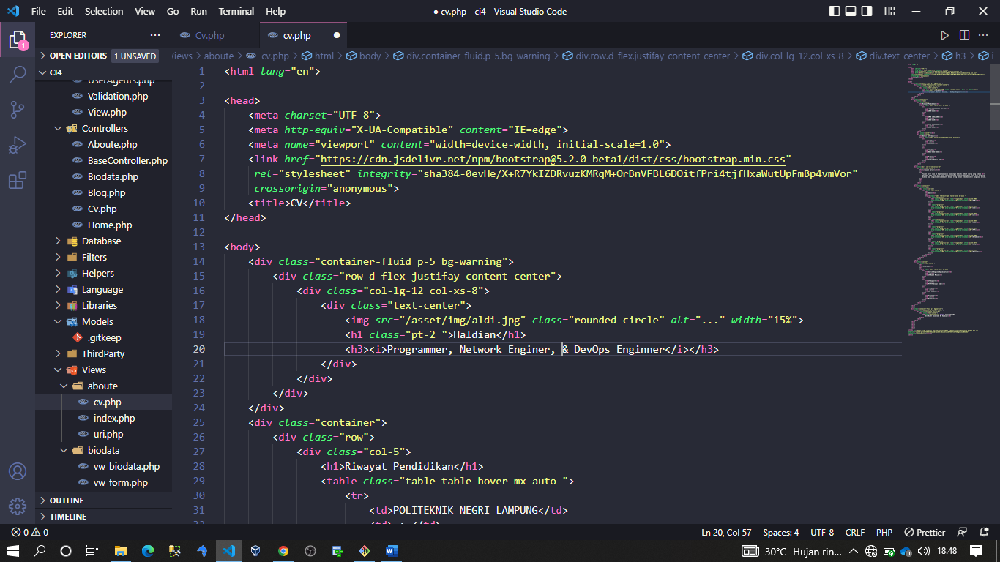 File Edit Selection View Go Run Terminal Help ● cv.php - ci4 - Visual Studio Code
EXPLORER ··· Cv.php cv.php
OPEN EDITORS 1 UNSAVED
Views > aboute > cv.php > html > body > div.container-fluid.p-5.bg-warning > div.row.d-flex.justifay-content-center > div.col-lg-12.col-xs-8 > div.text-center > h3 > i
CI4
UserAgents.php
Validation.php
View.php
Controllers
Aboute.php
BaseController.php
Biodata.php
Blog.php
Cv.php
Home.php
Database
Filters
Helpers
Language
Libraries
Models
.gitkeep
ThirdParty
Views
aboute
cv.php
index.php
uri.php
biodata
vw_biodata.php
vw_form.php
OUTLINE
TIMELINE
1
1 <html lang="en">
2
3 <head>
4 <meta charset="UTF-8">
5 <meta http-equiv="X-UA-Compatible" content="IE=edge">
6 <meta name="viewport" content="width=device-width, initial-scale=1.0">
7 <link href="https://cdn.jsdelivr.net/npm/bootstrap@5.2.0-beta1/dist/css/bootstrap.min.css"
8 rel="stylesheet" integrity="sha384-0evHe/X+R7YkIZDRvuzKMRqM+OrBnVFBL6DOitfPri4tjfHxaWutUpFmBp4vmVor"
9 crossorigin="anonymous">
10 <title>CV</title>
11 </head>
12
13 <body>
14 <div class="container-fluid p-5 bg-warning">
15 <div class="row d-flex justifay-content-center">
16 <div class="col-lg-12 col-xs-8">
17 <div class="text-center">
18 <img src="/asset/img/aldi.jpg" class="rounded-circle" alt="..." width="15%">
19 <h1 class="pt-2 ">Haldian</h1>
20 <h3><i>Programmer, Network Enginer, & DevOps Enginner</i></h3>
21 </div>
22 </div>
23 </div>
24 </div>
25 <div class="container">
26 <div class="row">
27 <div class="col-5">
28 <h1>Riwayat Pendidikan</h1>
29 <table class="table table-hover mx-auto ">
30 <tr>
31 <td>POLITEKNIK NEGRI LAMPUNG</td>
0 0 Ln 20, Col 57 Spaces: 4 UTF-8 CRLF PHP Prettier
30°C Hujan rin... 18.48